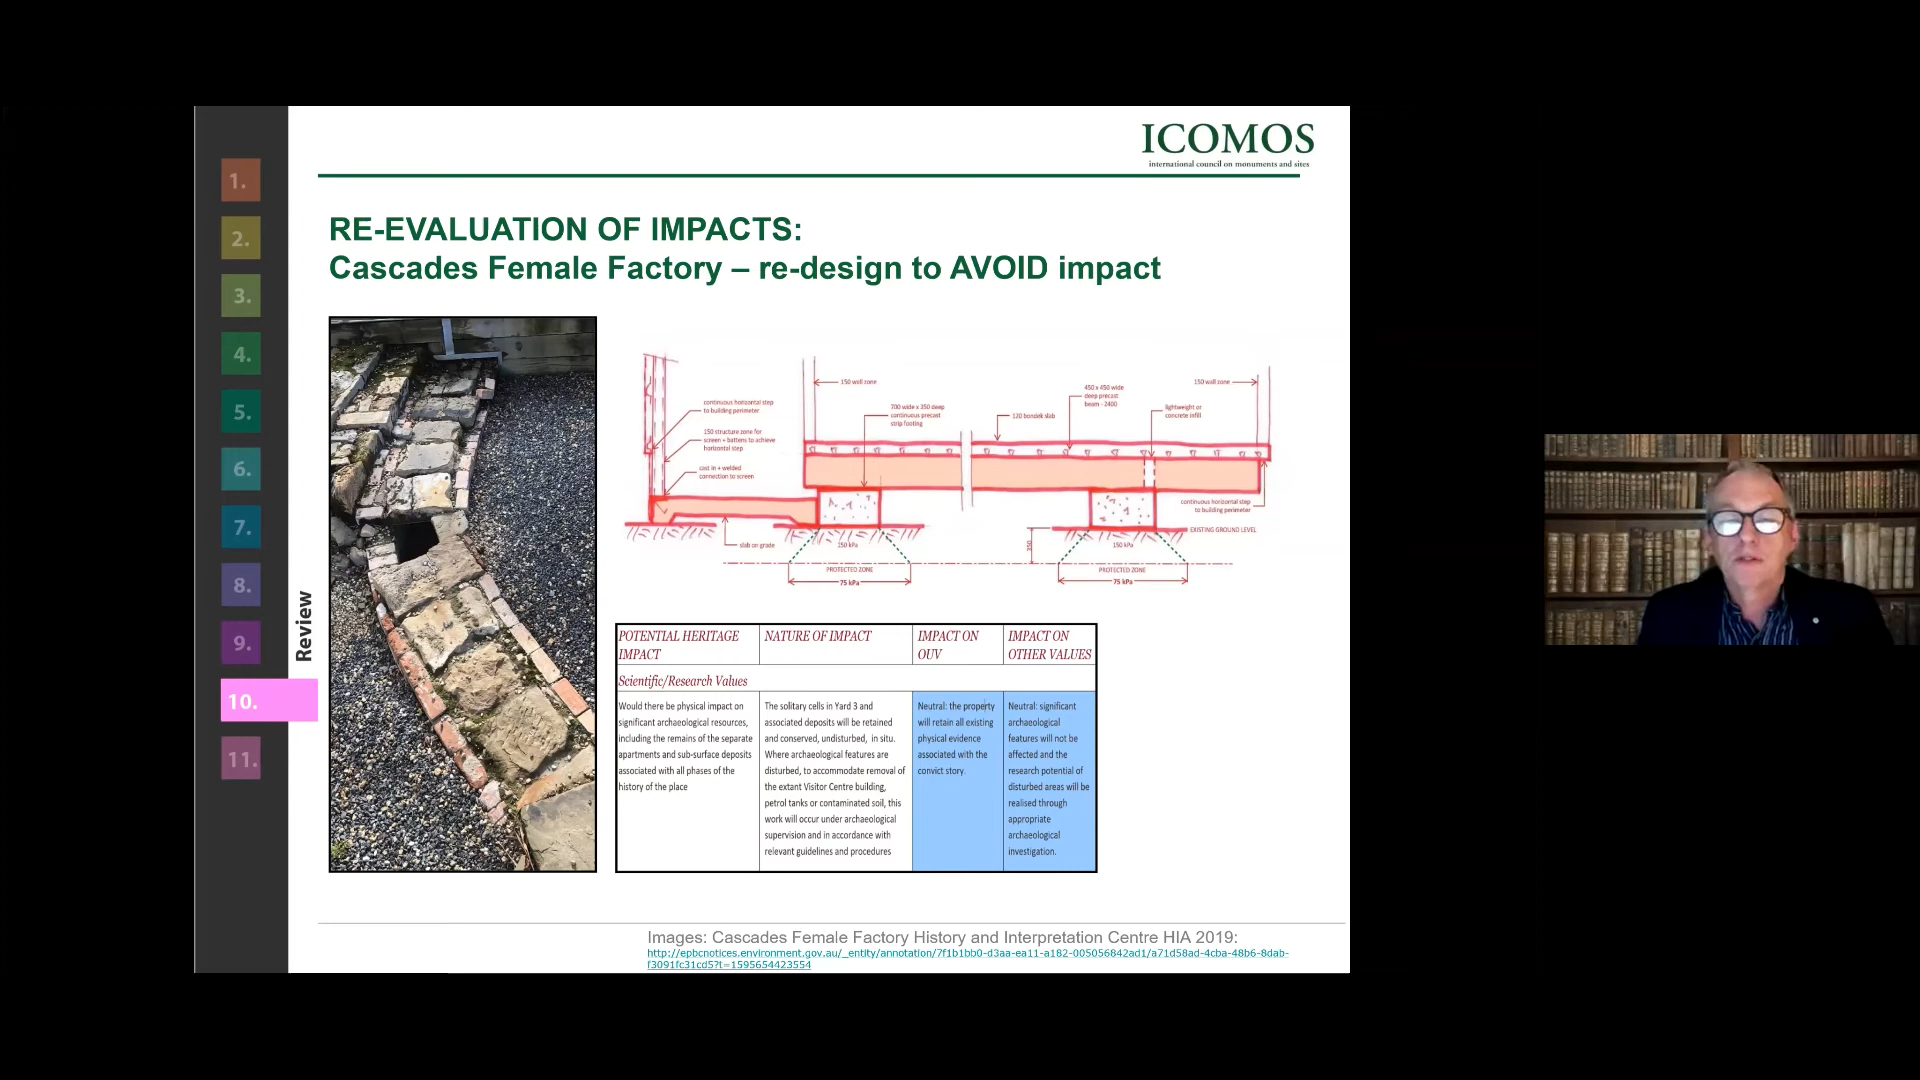 ICOMOS
international council on monuments and sites
1.
2.
3.
4.
5.
6.
7.
8.
9.
10.
11.
Review
RE-EVALUATION OF IMPACTS:
Cascades Female Factory – re-design to AVOID impact
continuous horizontal step
to building perimeter
150 structure zone for
screen + battens to achieve
horizontal step
cast in + welded
connection to screen
slab on grade
150 wall zone
700 wide x 350 deep
continuous precast
strip footing
120 bondek slab
450 x 450 wide
deep precast
beam - 2400
lightweight or
concrete infill
150 wall zone
continuous horizontal step
to building perimeter
EXISTING GROUND LEVEL
350
150 kPa
PROTECTED ZONE
75 kPa
150 kPa
PROTECTED ZONE
75 kPa
POTENTIAL HERITAGE
IMPACT
NATURE OF IMPACT
IMPACT ON
OUV
IMPACT ON
OTHER VALUES
Scientific/Research Values
Would there be physical impact on
significant archaeological resources,
including the remains of the separate
apartments and sub-surface deposits
associated with all phases of the
history of the place
The solitary cells in Yard 3 and
associated deposits will be retained
and conserved, undisturbed, in situ.
Where archaeological features are
disturbed, to accommodate removal of
the extant Visitor Centre building,
petrol tanks or contaminated soil, this
work will occur under archaeological
supervision and in accordance with
relevant guidelines and procedures
Neutral: the property
will retain all existing
physical evidence
associated with the
convict story.
Neutral: significant
archaeological
features will not be
affected and the
research potential of
disturbed areas will be
realised through
appropriate
archaeological
investigation.
Images: Cascades Female Factory History and Interpretation Centre HIA 2019:
http://epbcnotices.environment.gov.au/_entity/annotation/7f1b1bb0-d3aa-ea11-a182-005056842ad1/a71d58ad-4cba-48b6-8dab-
f3091fc31cd5?t=1595654423554